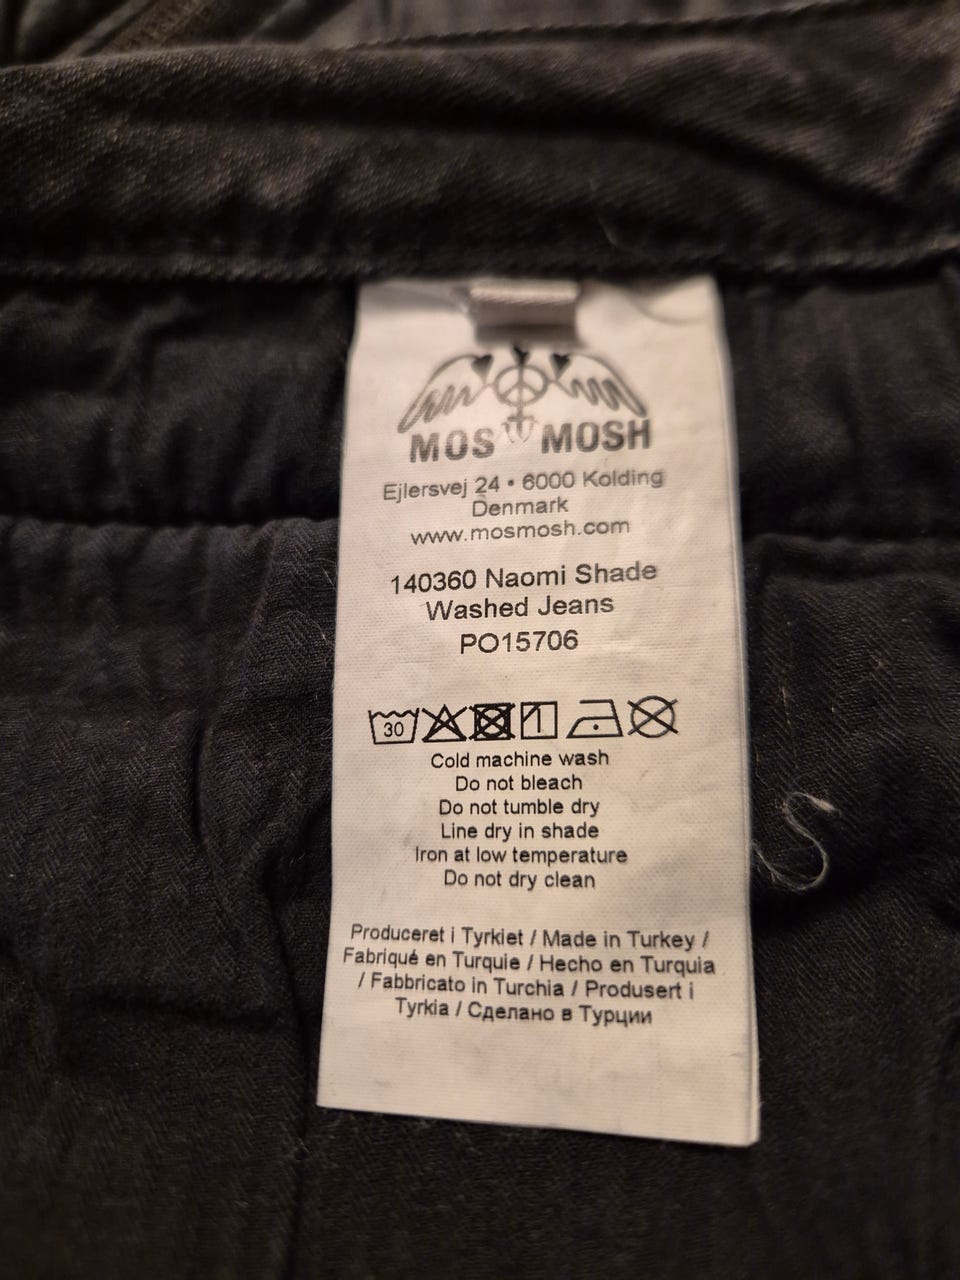 MOS MOSH
Ejlersvej 24 • 6000 Kolding
Denmark
www.mosmosh.com
140360 Naomi Shade
Washed Jeans
PO15706
30
Cold machine wash
Do not bleach
Do not tumble dry
Line dry in shade
Iron at low temperature
Do not dry clean
Produceret i Tyrkiet / Made in Turkey /
Fabriqué en Turquie / Hecho en Turquia
/ Fabbricato in Turchia / Produsert i
Tyrkia / Сделано в Турции